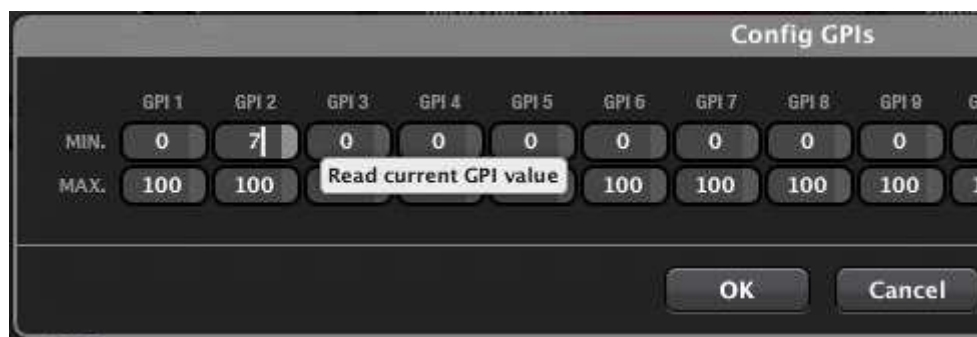 Config GPIs
GPI 1 GPI 2 GPI 3 GPI 4 GPI 5 GPI 6 GPI 7 GPI 8 GPI 9
MIN. 0 7 0 0 0 0 0 0 0
MAX. 100 100 Read current GPI value 100 100 100 100
OK Cancel